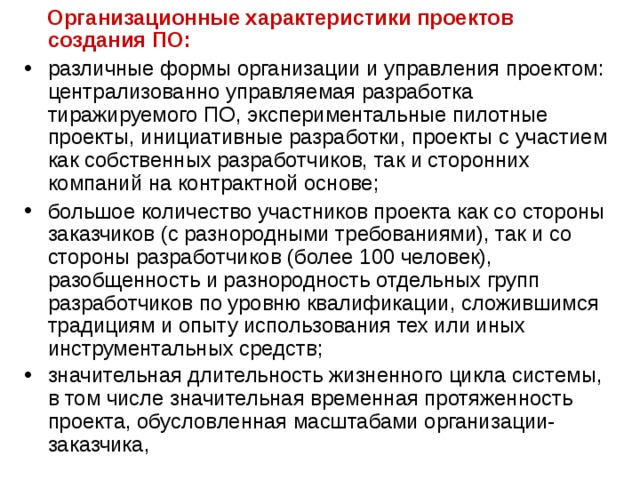 Организационные характеристики проектов
создания ПО:
• различные формы организации и управления проектом:
централизованно управляемая разработка
тиражируемого ПО, экспериментальные пилотные
проекты, инициативные разработки, проекты с участием
как собственных разработчиков, так и сторонних
компаний на контрактной основе;
• большое количество участников проекта как со стороны
заказчиков (с разнородными требованиями), так и со
стороны разработчиков (более 100 человек),
разобщенность и разнородность отдельных групп
разработчиков по уровню квалификации, сложившимся
традициям и опыту использования тех или иных
инструментальных средств;
• значительная длительность жизненного цикла системы,
в том числе значительная временная протяженность
проекта, обусловленная масштабами организации-
заказчика,